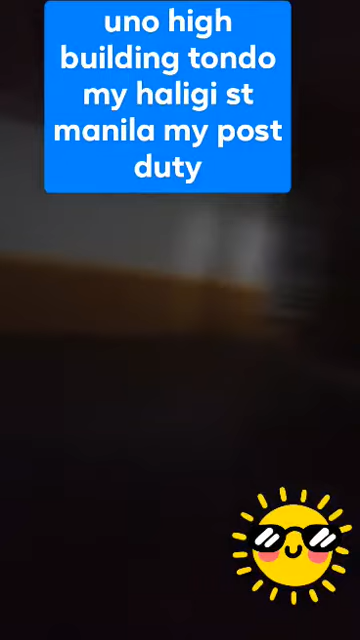 uno high
building tondo
my haligi st
manila my post
duty